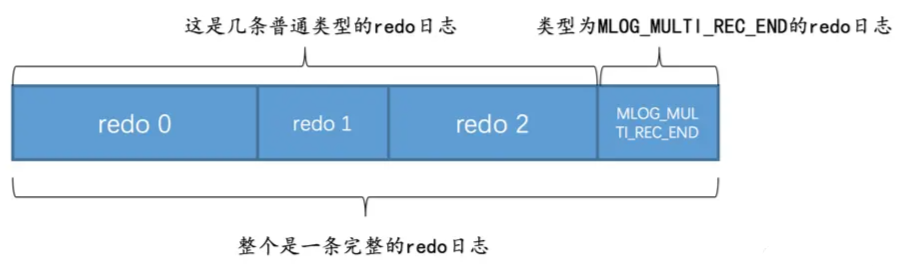 这是几条普通类型的redo日志
类型为MLOG_MULTI_REC_END的redo日志
redo 0
redo 1
redo 2
MLOG_MUL
TI_REC_END
整个是一条完整的redo日志